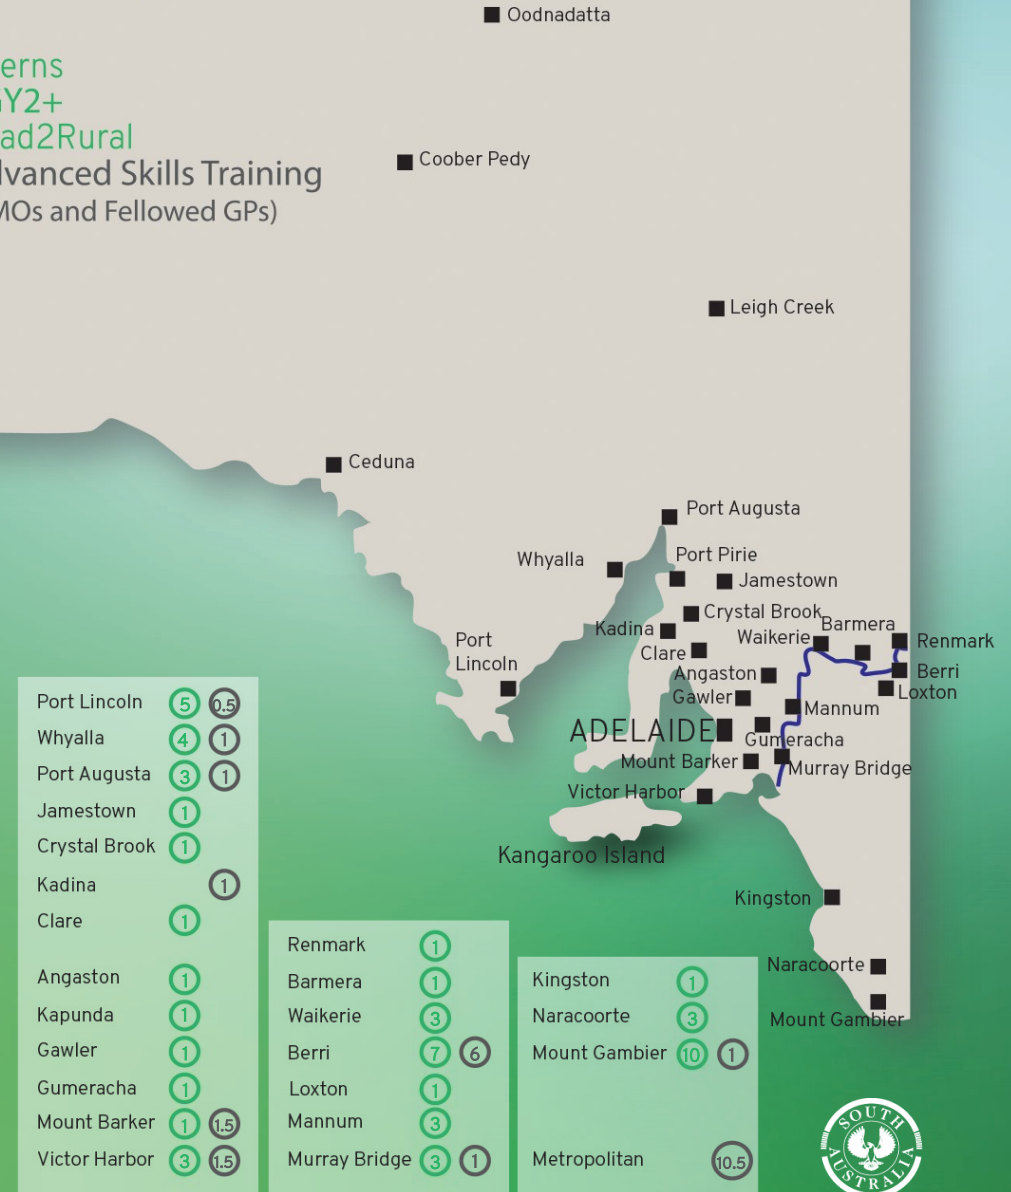 Oodnadatta
erns
Y2+
ad2Rural
dvanced Skills Training
MOs and Fellowed GPs)
Coober Pedy
Leigh Creek
Ceduna
Port Augusta
Whyalla
Port Pirie
Jamestown
Crystal Brook
Kadina
Barmera
Waikerie
Renmark
Port
Lincoln
Clare
Berri
Angaston
Loxton
Gawler
Mannum
ADELAIDE
Gumeracha
Mount Barker
Murray Bridge
Victor Harbor
Kangaroo Island
Kingston
Naracoorte
Mount Gambier
Port Lincoln 5 0.5
Whyalla 4 1
Port Augusta 3 1
Jamestown 1
Crystal Brook 1
Kadina 1
Clare 1
Angaston 1
Kapunda 1
Gawler 1
Gumeracha 1
Mount Barker 1 1.5
Victor Harbor 3 1.5
Renmark 1
Barmera 1
Waikerie 3
Berri 7 6
Loxton 1
Mannum 3
Murray Bridge 3 1
Kingston 1
Naracoorte 3
Mount Gambier 10 1
Metropolitan 10.5
SOUTH
AUSTRALIA